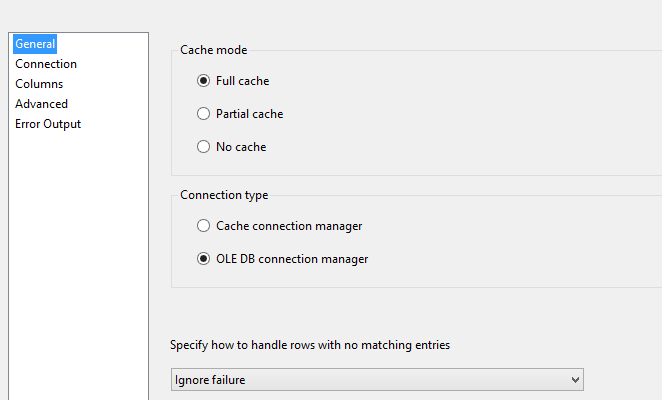 General
Connection
Columns
Advanced
Error Output
Cache mode
Full cache
Partial cache
No cache
Connection type
Cache connection manager
OLE DB connection manager
Specify how to handle rows with no matching entries
Ignore failure